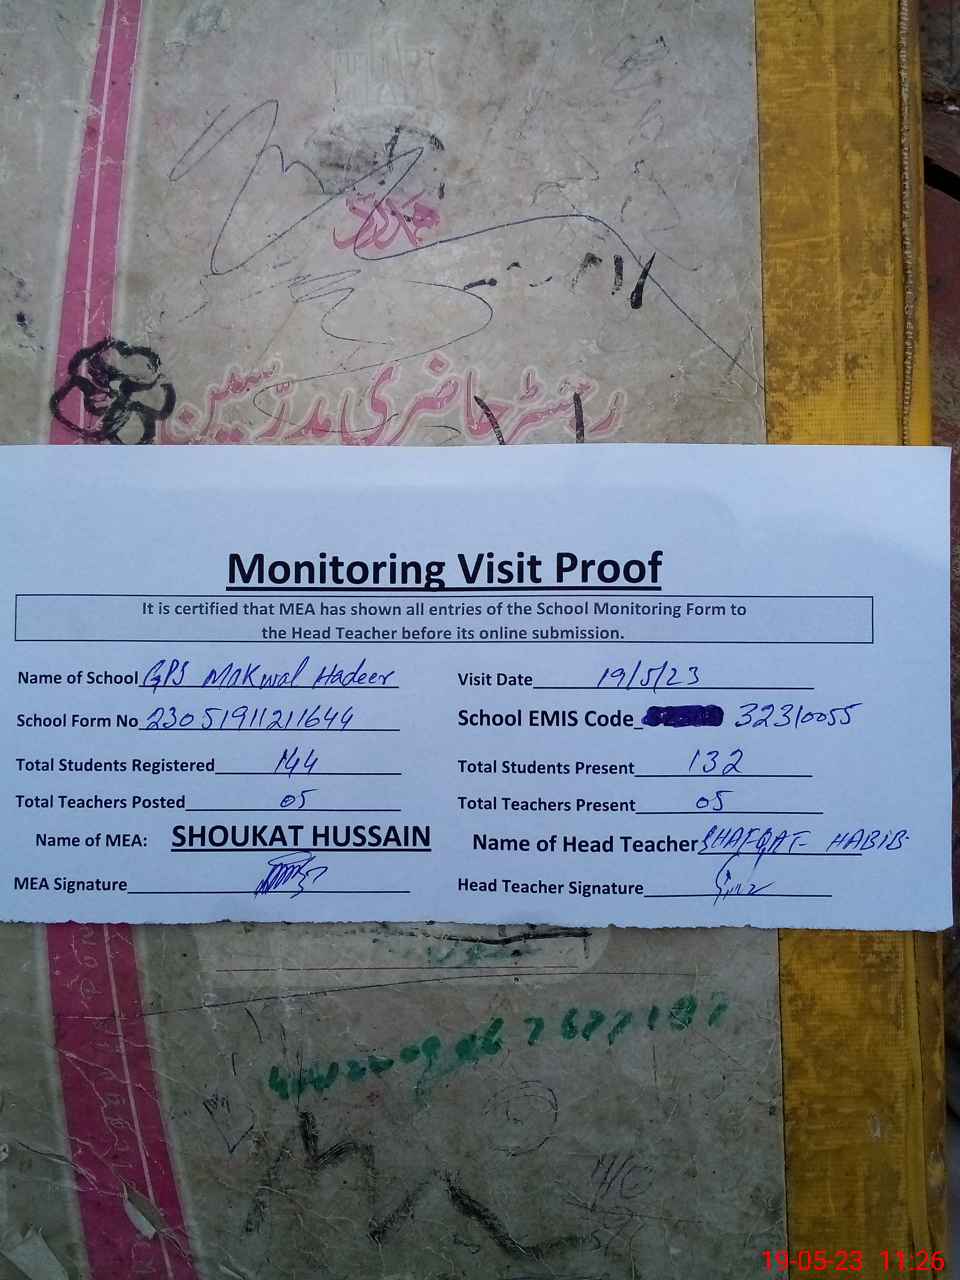 ہمدرد
رجسٹر حاضری مدرسین
Monitoring Visit Proof
It is certified that MEA has shown all entries of the School Monitoring Form to
the Head Teacher before its online submission.
Name of School GPS Makwal Hadeer Visit Date 19/5/23
School Form No 23051911211644 School EMIS Code 32310055
Total Students Registered 144 Total Students Present 132
Total Teachers Posted 05 Total Teachers Present 05
Name of MEA: SHOUKAT HUSSAIN Name of Head Teacher SHAFQAT HABIB
MEA Signature Head Teacher Signature
19-05-23 11:26